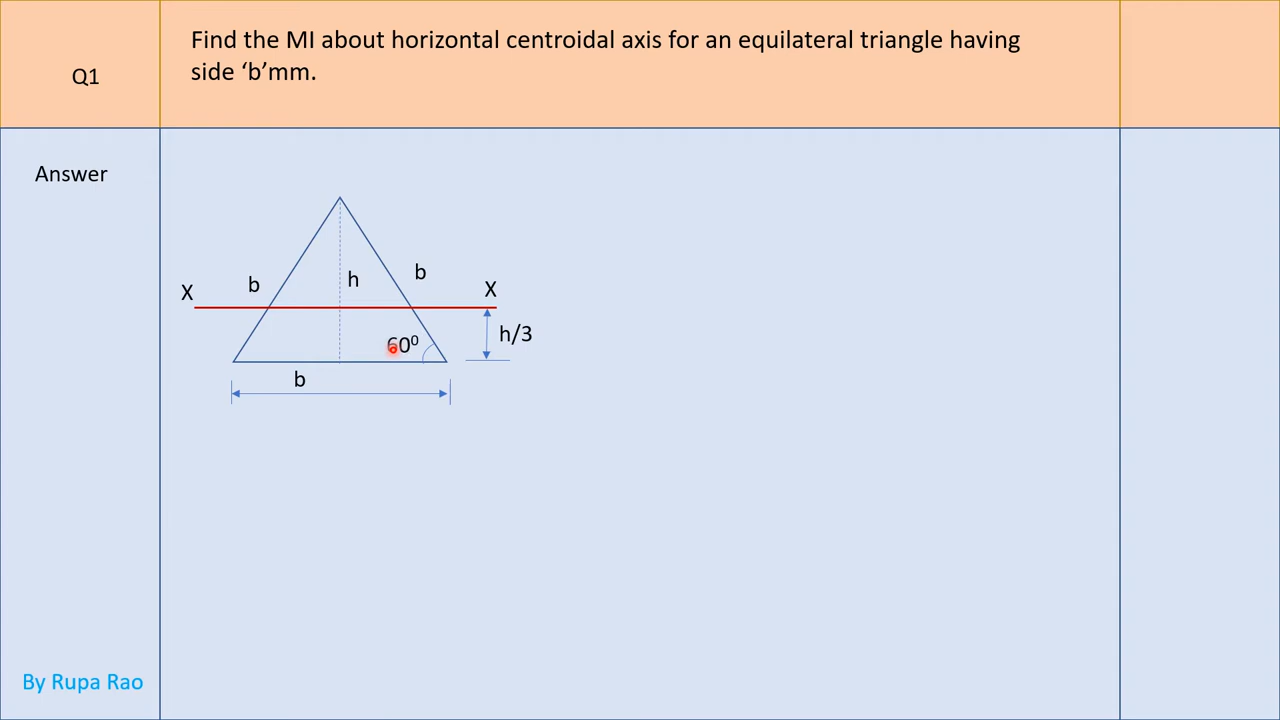 Q1
Find the MI about horizontal centroidal axis for an equilateral triangle having
side ‘b’mm.
Answer
X
b
h
b
X
h/3
60⁰
b
By Rupa Rao